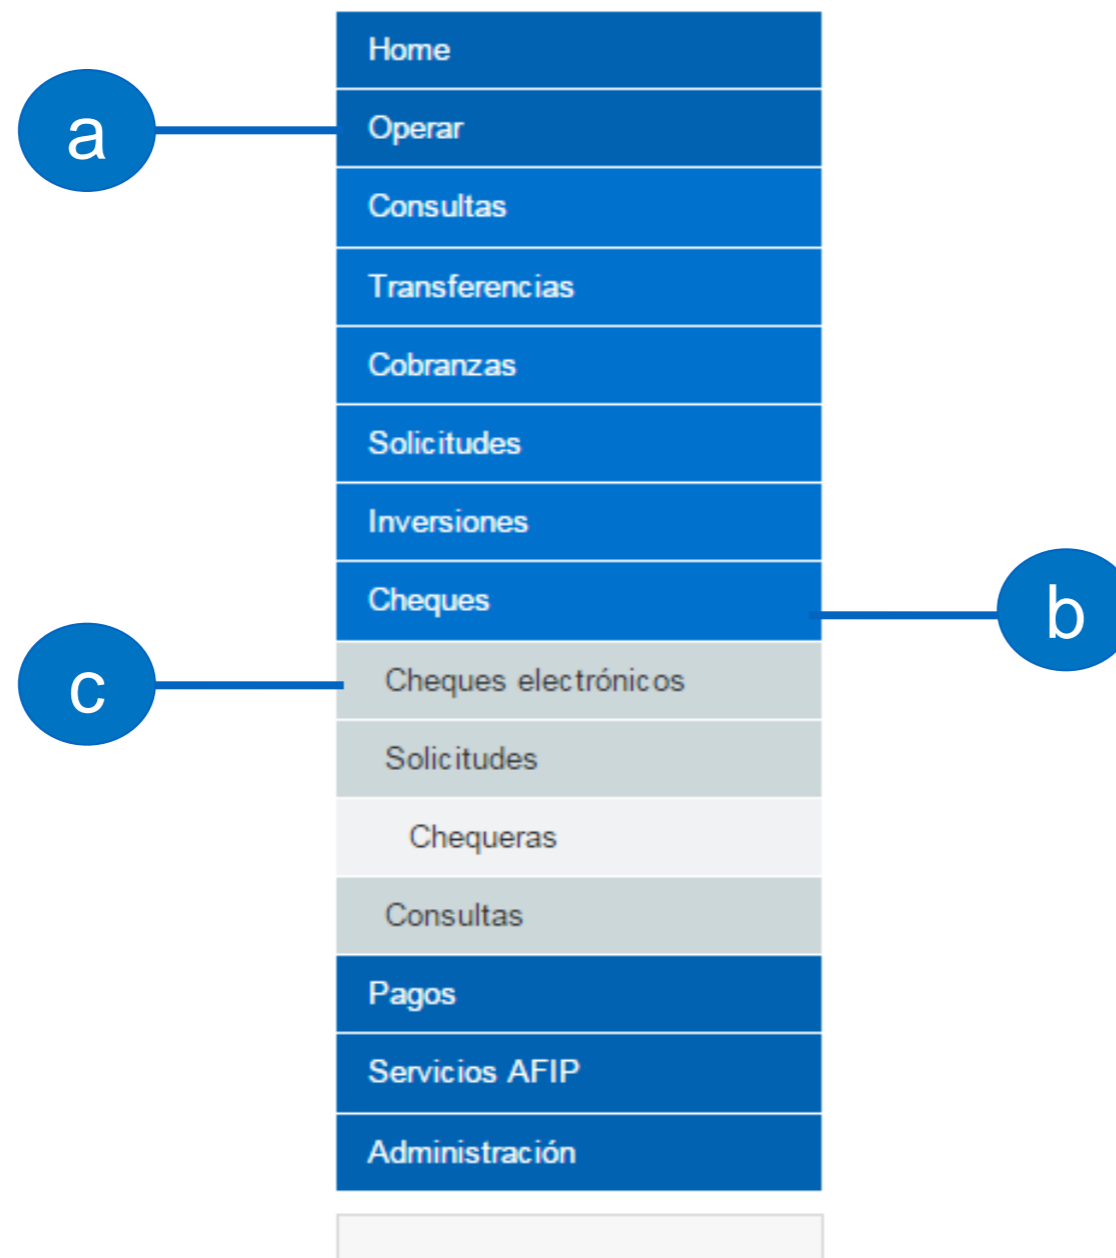 Home
a
Operar
Consultas
Transferencias
Cobranzas
Solicitudes
Inversiones
Cheques
b
c
Cheques electrónicos
Solicitudes
Chequeras
Consultas
Pagos
Servicios AFIP
Administración